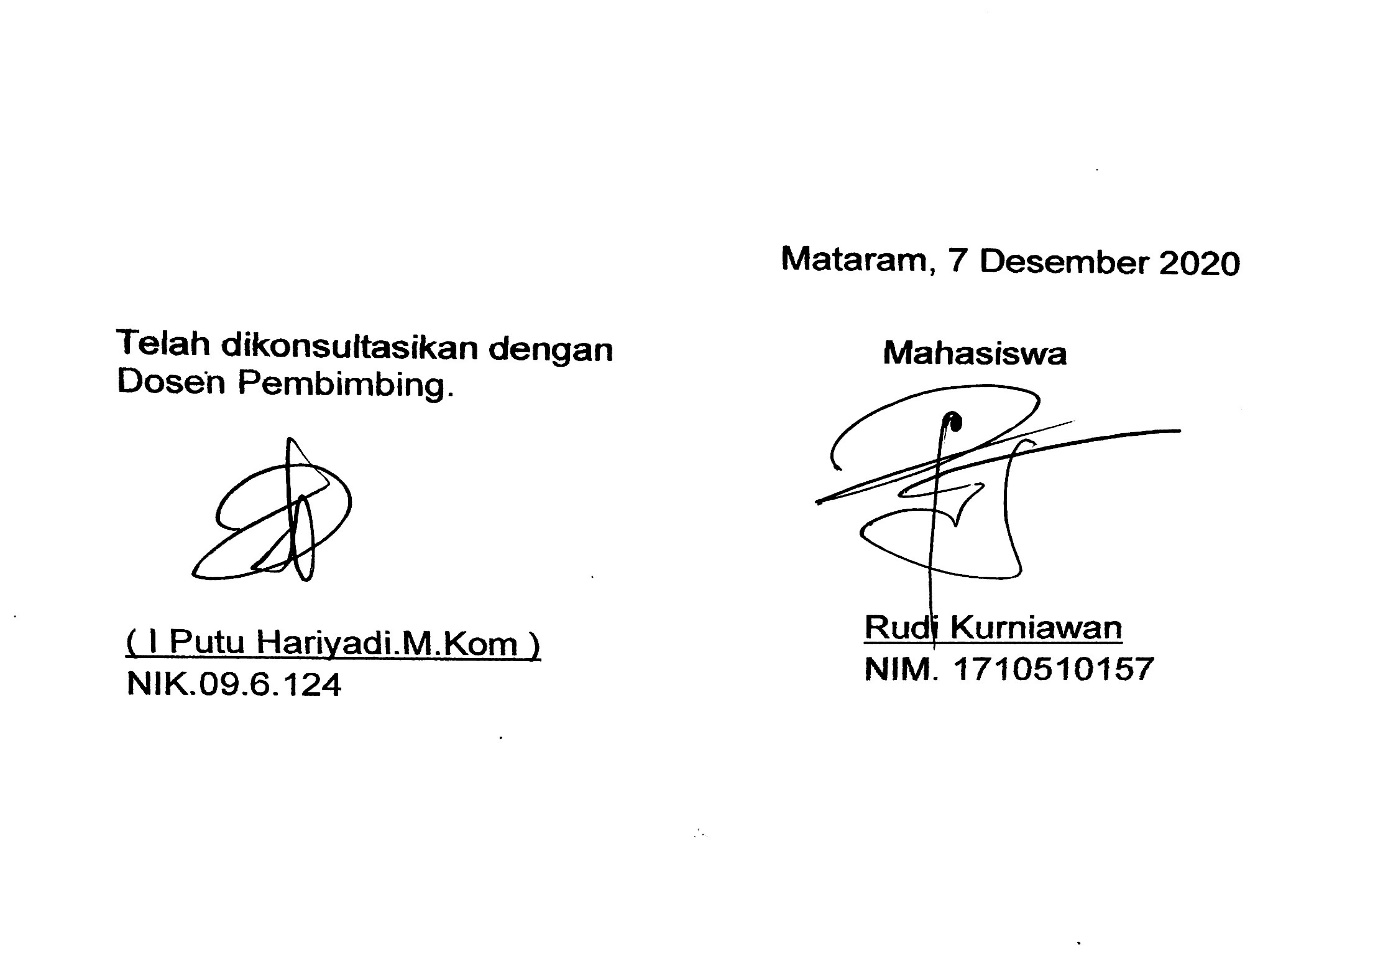 Mataram, 7 Desember 2020
Telah dikonsultasikan dengan
Dosen Pembimbing.
Mahasiswa
( I Putu Hariyadi.M.Kom )
NIK.09.6.124
Rudi Kurniawan
NIM. 1710510157